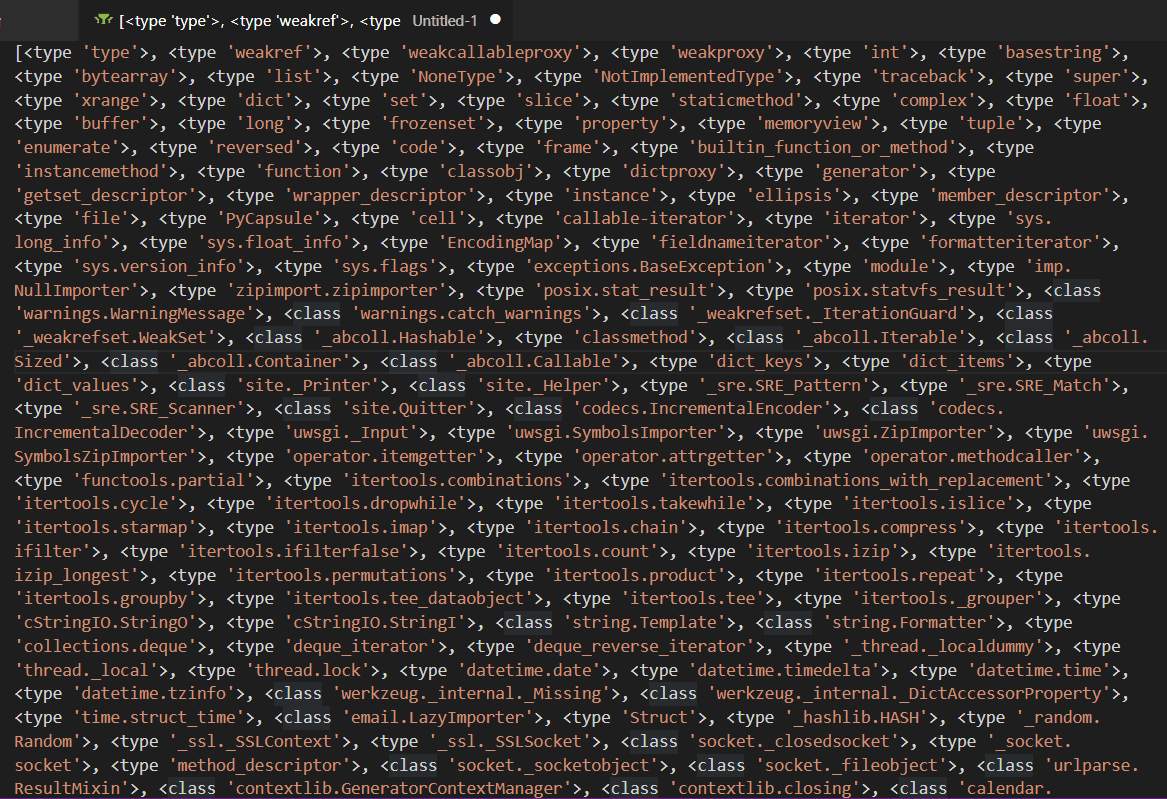 [<type 'type'>, <type 'weakref'>, <type Untitled-1
[<type 'type'>, <type 'weakref'>, <type 'weakcallableproxy'>, <type 'weakproxy'>, <type 'int'>, <type 'basestring'>,
<type 'bytearray'>, <type 'list'>, <type 'NoneType'>, <type 'NotImplementedType'>, <type 'traceback'>, <type 'super'>,
<type 'xrange'>, <type 'dict'>, <type 'set'>, <type 'slice'>, <type 'staticmethod'>, <type 'complex'>, <type 'float'>,
<type 'buffer'>, <type 'long'>, <type 'frozenset'>, <type 'property'>, <type 'memoryview'>, <type 'tuple'>, <type
'enumerate'>, <type 'reversed'>, <type 'code'>, <type 'frame'>, <type 'builtin_function_or_method'>, <type
'instancemethod'>, <type 'function'>, <type 'classobj'>, <type 'dictproxy'>, <type 'generator'>, <type
'getset_descriptor'>, <type 'wrapper_descriptor'>, <type 'instance'>, <type 'ellipsis'>, <type 'member_descriptor'>,
<type 'file'>, <type 'PyCapsule'>, <type 'cell'>, <type 'callable-iterator'>, <type 'iterator'>, <type 'sys.
long_info'>, <type 'sys.float_info'>, <type 'EncodingMap'>, <type 'fieldnameiterator'>, <type 'formatteriterator'>,
<type 'sys.version_info'>, <type 'sys.flags'>, <type 'exceptions.BaseException'>, <type 'module'>, <type 'imp.
NullImporter'>, <type 'zipimport.zipimporter'>, <type 'posix.stat_result'>, <type 'posix.statvfs_result'>, <class
'warnings.WarningMessage'>, <class 'warnings.catch_warnings'>, <class '_weakrefset._IterationGuard'>, <class
'_weakrefset.WeakSet'>, <class '_abcoll.Hashable'>, <type 'classmethod'>, <class '_abcoll.Iterable'>, <class '_abcoll.
Sized'>, <class '_abcoll.Container'>, <class '_abcoll.Callable'>, <type 'dict_keys'>, <type 'dict_items'>, <type
'dict_values'>, <class 'site._Printer'>, <class 'site._Helper'>, <type '_sre.SRE_Pattern'>, <type '_sre.SRE_Match'>,
<type '_sre.SRE_Scanner'>, <class 'site.Quitter'>, <class 'codecs.IncrementalEncoder'>, <class 'codecs.
IncrementalDecoder'>, <type 'uwsgi._Input'>, <type 'uwsgi.SymbolsImporter'>, <type 'uwsgi.ZipImporter'>, <type 'uwsgi.
SymbolsZipImporter'>, <type 'operator.itemgetter'>, <type 'operator.attrgetter'>, <type 'operator.methodcaller'>,
<type 'functools.partial'>, <type 'itertools.combinations'>, <type 'itertools.combinations_with_replacement'>, <type
'itertools.cycle'>, <type 'itertools.dropwhile'>, <type 'itertools.takewhile'>, <type 'itertools.islice'>, <type
'itertools.starmap'>, <type 'itertools.imap'>, <type 'itertools.chain'>, <type 'itertools.compress'>, <type 'itertools.
ifilter'>, <type 'itertools.ifilterfalse'>, <type 'itertools.count'>, <type 'itertools.izip'>, <type 'itertools.
izip_longest'>, <type 'itertools.permutations'>, <type 'itertools.product'>, <type 'itertools.repeat'>, <type
'itertools.groupby'>, <type 'itertools.tee_dataobject'>, <type 'itertools.tee'>, <type 'itertools._grouper'>, <type
'cStringIO.StringO'>, <type 'cStringIO.StringI'>, <class 'string.Template'>, <class 'string.Formatter'>, <type
'collections.deque'>, <type 'deque_iterator'>, <type 'deque_reverse_iterator'>, <type '_thread._localdummy'>, <type
'thread._local'>, <type 'thread.lock'>, <type 'datetime.date'>, <type 'datetime.timedelta'>, <type 'datetime.time'>,
<type 'datetime.tzinfo'>, <class 'werkzeug._internal._Missing'>, <class 'werkzeug._internal._DictAccessorProperty'>,
<type 'time.struct_time'>, <class 'email.LazyImporter'>, <type 'Struct'>, <type '_hashlib.HASH'>, <type '_random.
Random'>, <type '_ssl._SSLContext'>, <type '_ssl._SSLSocket'>, <class 'socket._closedsocket'>, <type '_socket.
socket'>, <type 'method_descriptor'>, <class 'socket._socketobject'>, <class 'socket._fileobject'>, <class 'urlparse.
ResultMixin'>, <class 'contextlib.GeneratorContextManager'>, <class 'contextlib.closing'>, <class 'calendar.